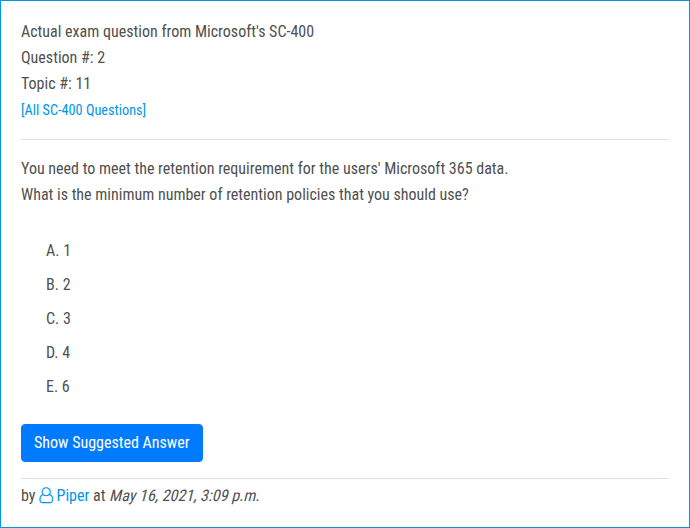 Actual exam question from Microsoft's SC-400
Question #: 2
Topic #: 11
[All SC-400 Questions]
You need to meet the retention requirement for the users' Microsoft 365 data.
What is the minimum number of retention policies that you should use?
A. 1
B. 2
C. 3
D. 4
E. 6
Show Suggested Answer
by Piper at May 16, 2021, 3:09 p.m.